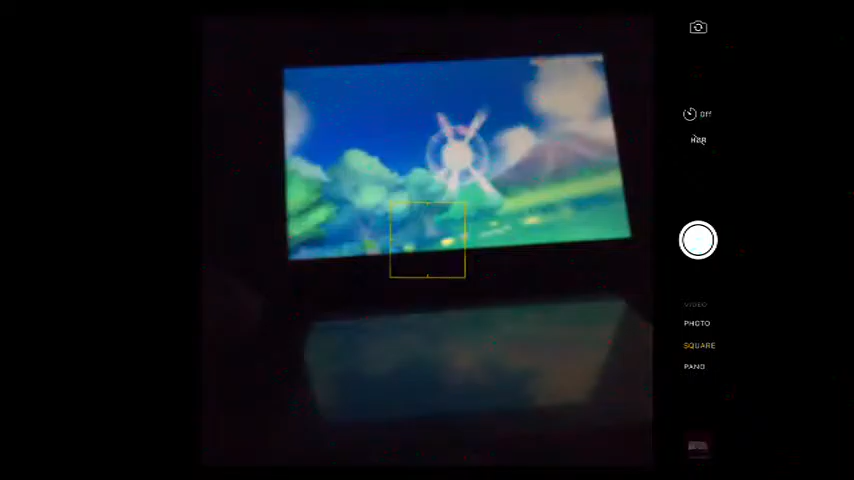 Off
HDR
VIDEO
PHOTO
SQUARE
PANO